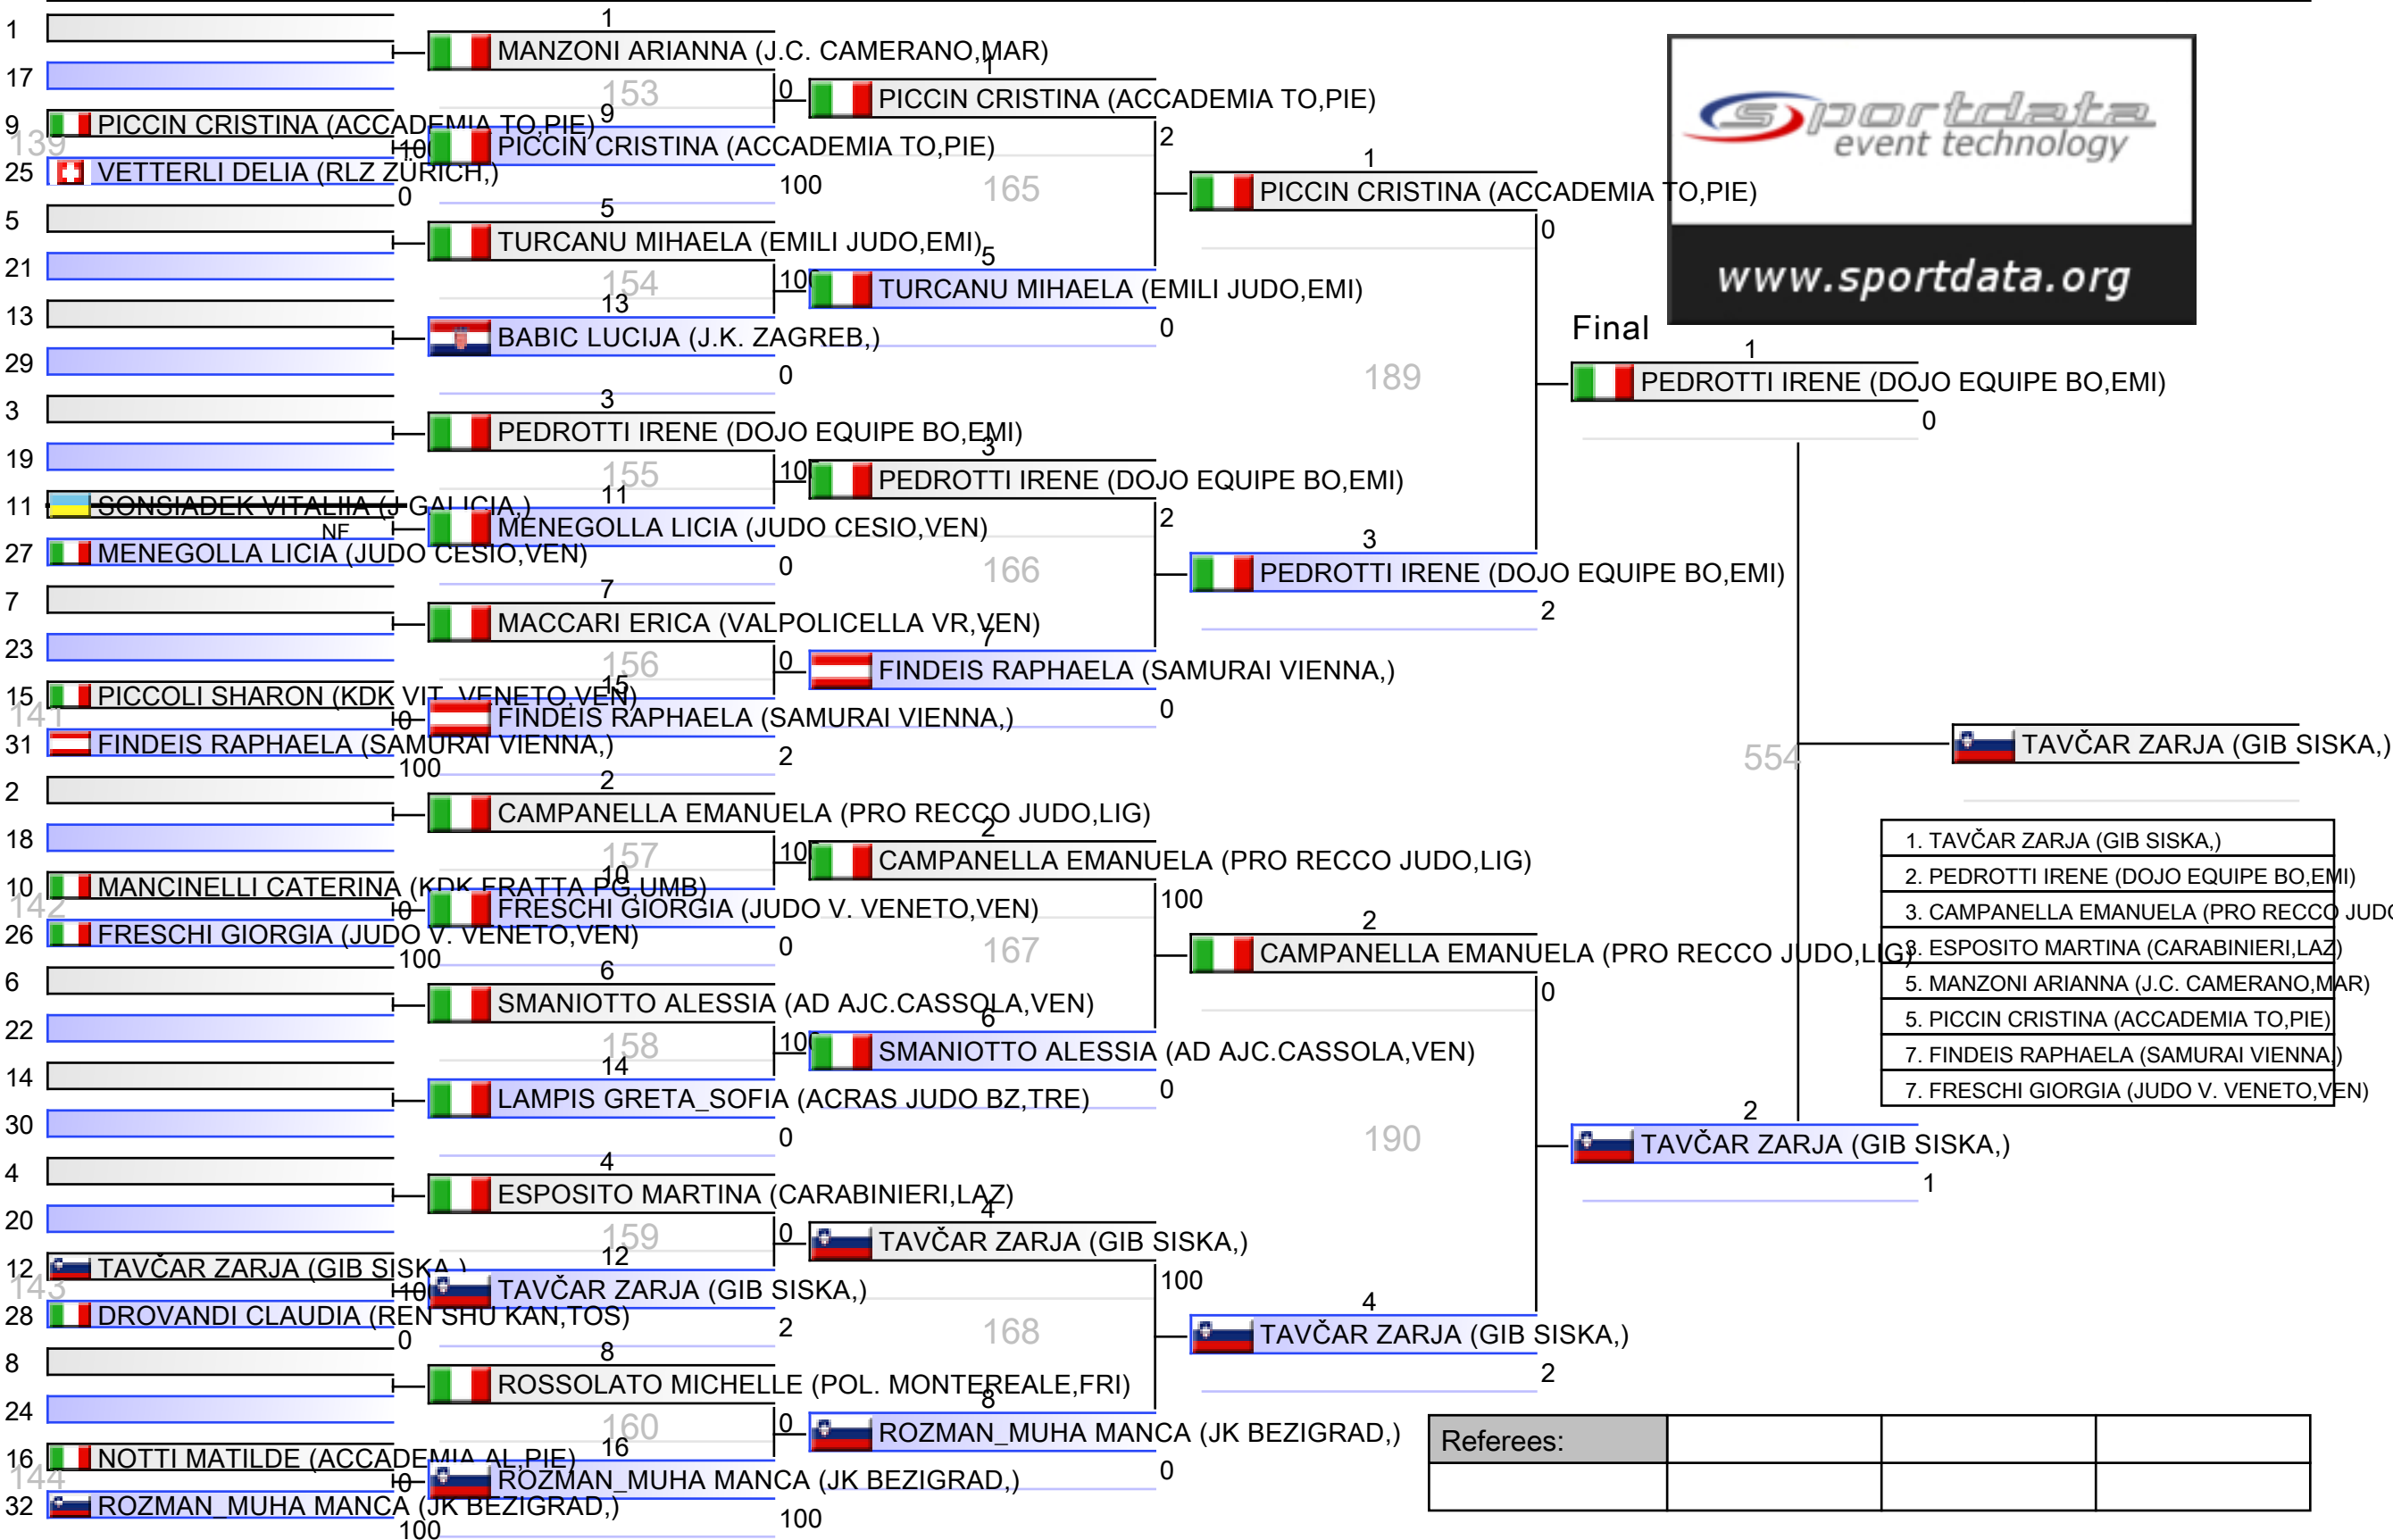 1
17
9 PICCIN CRISTINA (ACCADEMIA TO,PIE)
139
100
25 VETTERLI DELIA (RLZ ZÜRICH,)
0
5
21
13
29
3
19
11 SONSIADEK VITALIIA (J GALICIA,)
NF
27 MENEGOLLA LICIA (JUDO CESIO,VEN)
7
23
15 PICCOLI SHARON (KDK VIT. VENETO,VEN)
141
0
31 FINDEIS RAPHAELA (SAMURAI VIENNA,)
100
2
18
10 MANCINELLI CATERINA (KDK FRATTA PG,UMB)
142
0
26 FRESCHI GIORGIA (JUDO V. VENETO,VEN)
100
6
22
14
30
4
20
12 TAVČAR ZARJA (GIB SISKA,)
143
100
28 DROVANDI CLAUDIA (REN SHU KAN,TOS)
0
8
24
16 NOTTI MATILDE (ACCADEMIA AL,PIE)
144
0
32 ROZMAN_MUHA MANCA (JK BEZIGRAD,)
100
1
MANZONI ARIANNA (J.C. CAMERANO,MAR)
153
0
9
PICCIN CRISTINA (ACCADEMIA TO,PIE)
100
5
TURCANU MIHAELA (EMILI JUDO,EMI)
154
100
13
BABIC LUCIJA (J.K. ZAGREB,)
0
3
PEDROTTI IRENE (DOJO EQUIPE BO,EMI)
155
100
11
MENEGOLLA LICIA (JUDO CESIO,VEN)
0
7
MACCARI ERICA (VALPOLICELLA VR,VEN)
156
0
15
FINDEIS RAPHAELA (SAMURAI VIENNA,)
2
2
CAMPANELLA EMANUELA (PRO RECCO JUDO,LIG)
157
100
10
FRESCHI GIORGIA (JUDO V. VENETO,VEN)
0
6
SMANIOTTO ALESSIA (AD AJC.CASSOLA,VEN)
158
100
14
LAMPIS GRETA_SOFIA (ACRAS JUDO BZ,TRE)
0
4
ESPOSITO MARTINA (CARABINIERI,LAZ)
159
0
12
TAVČAR ZARJA (GIB SISKA,)
2
8
ROSSOLATO MICHELLE (POL. MONTEREALE,FRI)
160
0
16
ROZMAN_MUHA MANCA (JK BEZIGRAD,)
100
1
PICCIN CRISTINA (ACCADEMIA TO,PIE)
2
165
5
TURCANU MIHAELA (EMILI JUDO,EMI)
0
3
PEDROTTI IRENE (DOJO EQUIPE BO,EMI)
2
166
7
FINDEIS RAPHAELA (SAMURAI VIENNA,)
0
2
CAMPANELLA EMANUELA (PRO RECCO JUDO,LIG)
100
167
6
SMANIOTTO ALESSIA (AD AJC.CASSOLA,VEN)
0
4
TAVČAR ZARJA (GIB SISKA,)
100
168
8
ROZMAN_MUHA MANCA (JK BEZIGRAD,)
0
1
PICCIN CRISTINA (ACCADEMIA TO,PIE)
0
189
3
PEDROTTI IRENE (DOJO EQUIPE BO,EMI)
2
2
CAMPANELLA EMANUELA (PRO RECCO JUDO,LIG)
0
190
4
TAVČAR ZARJA (GIB SISKA,)
2
sportdata
event technology
www.sportdata.org
Final
1
PEDROTTI IRENE (DOJO EQUIPE BO,EMI)
0
554
2
TAVČAR ZARJA (GIB SISKA,)
1
TAVČAR ZARJA (GIB SISKA,)
1. TAVČAR ZARJA (GIB SISKA,)
2. PEDROTTI IRENE (DOJO EQUIPE BO,EMI)
3. CAMPANELLA EMANUELA (PRO RECCO JUDO
3. ESPOSITO MARTINA (CARABINIERI,LAZ)
5. MANZONI ARIANNA (J.C. CAMERANO,MAR)
5. PICCIN CRISTINA (ACCADEMIA TO,PIE)
7. FINDEIS RAPHAELA (SAMURAI VIENNA,)
7. FRESCHI GIORGIA (JUDO V. VENETO,VEN)
Referees: